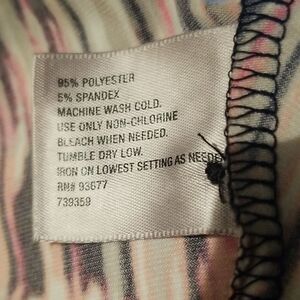 95% POLYESTER
5% SPANDEX
MACHINE WASH COLD.
USE ONLY NON-CHLORINE
BLEACH WHEN NEEDED.
TUMBLE DRY LOW.
IRON ON LOWEST SETTING AS NEEDED
RN# 93677
739359